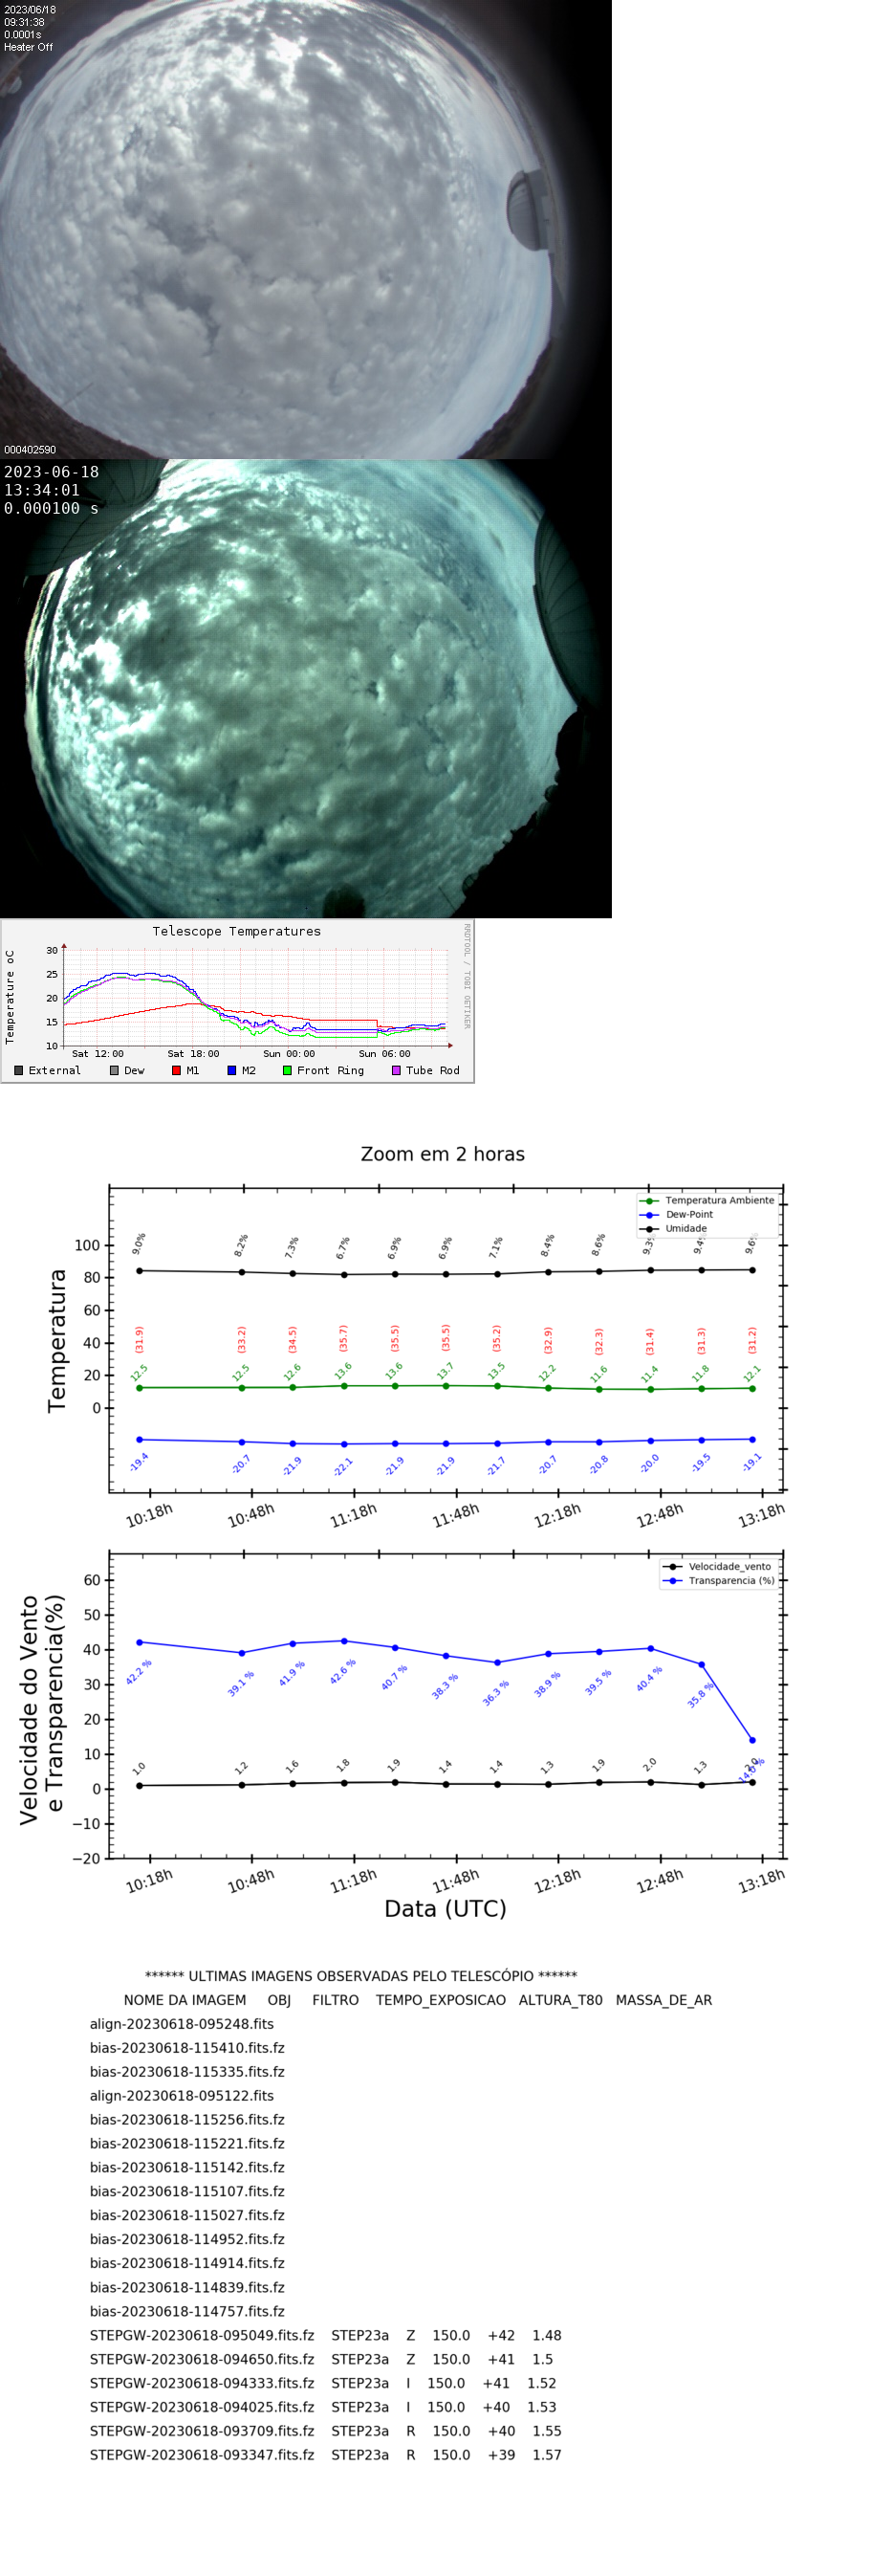 2023/06/18
09:31:38
0.0001s
Heater Off
000402590
2023-06-18
13:34:01
0.000100 s
Telescope Temperatures
RRDTOOL / TOBI OETIKER
Temperature oC
30
25
20
15
10
Sat 12:00 Sat 18:00 Sun 00:00 Sun 06:00
External Dew M1 M2 Front Ring Tube Rod
Zoom em 2 horas
Temperatura Ambiente
Dew-Point
Umidade
Temperatura
100
80
60
40
20
0
9.0% 8.2% 7.3% 6.7% 6.9% 6.9% 7.1% 8.4% 8.6% 9.3% 9.4% 9.6%
(31.9) (33.2) (34.5) (35.7) (35.5) (35.5) (35.2) (32.9) (32.3) (31.4) (31.3) (31.2)
12.5 12.5 12.6 13.6 13.6 13.7 13.5 12.2 11.6 11.4 11.8 12.1
-19.4 -20.7 -21.9 -22.1 -21.9 -21.9 -21.7 -20.7 -20.8 -20.0 -19.5 -19.1
10:18h 10:48h 11:18h 11:48h 12:18h 12:48h 13:18h
Velocidade_vento
Transparencia (%)
Velocidade do Vento
e Transparencia(%)
60
50
40
30
20
10
0
−10
−20
42.2 % 39.1 % 41.9 % 42.6 % 40.7 % 38.3 % 36.3 % 38.9 % 39.5 % 40.4 % 35.8 % 14.0 %
1.0 1.2 1.6 1.8 1.9 1.4 1.4 1.3 1.9 2.0 1.3 2.0
10:18h 10:48h 11:18h 11:48h 12:18h 12:48h 13:18h
Data (UTC)
****** ULTIMAS IMAGENS OBSERVADAS PELO TELESCÓPIO ******
NOME DA IMAGEM OBJ FILTRO TEMPO_EXPOSICAO ALTURA_T80 MASSA_DE_AR
align-20230618-095248.fits
bias-20230618-115410.fits.fz
bias-20230618-115335.fits.fz
align-20230618-095122.fits
bias-20230618-115256.fits.fz
bias-20230618-115221.fits.fz
bias-20230618-115142.fits.fz
bias-20230618-115107.fits.fz
bias-20230618-115027.fits.fz
bias-20230618-114952.fits.fz
bias-20230618-114914.fits.fz
bias-20230618-114839.fits.fz
bias-20230618-114757.fits.fz
STEPGW-20230618-095049.fits.fz STEP23a Z 150.0 +42 1.48
STEPGW-20230618-094650.fits.fz STEP23a Z 150.0 +41 1.5
STEPGW-20230618-094333.fits.fz STEP23a I 150.0 +41 1.52
STEPGW-20230618-094025.fits.fz STEP23a I 150.0 +40 1.53
STEPGW-20230618-093709.fits.fz STEP23a R 150.0 +40 1.55
STEPGW-20230618-093347.fits.fz STEP23a R 150.0 +39 1.57